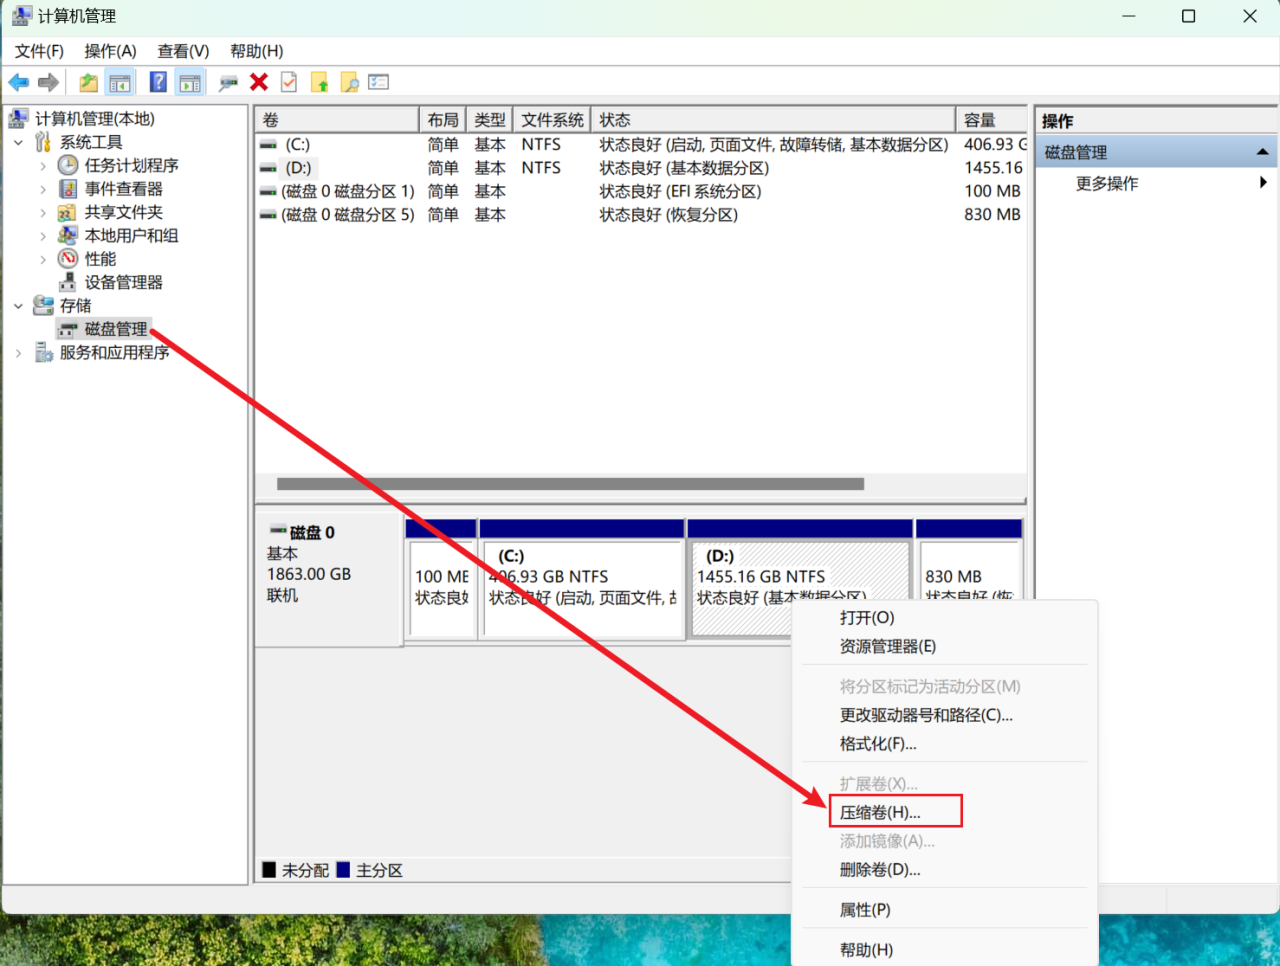 计算机管理
文件(F) 操作(A) 查看(V) 帮助(H)
计算机管理(本地)
系统工具
任务计划程序
事件查看器
共享文件夹
本地用户和组
性能
设备管理器
存储
磁盘管理
服务和应用程序
卷 布局 类型 文件系统 状态 容量
(C:) 简单 基本 NTFS 状态良好 (启动, 页面文件, 故障转储, 基本数据分区) 406.93 G
(D:) 简单 基本 NTFS 状态良好 (基本数据分区) 1455.16
(磁盘 0 磁盘分区 1) 简单 基本 状态良好 (EFI 系统分区) 100 MB
(磁盘 0 磁盘分区 5) 简单 基本 状态良好 (恢复分区) 830 MB
操作
磁盘管理
更多操作
磁盘 0
基本
1863.00 GB
联机
100 ME
状态良好
(C:)
406.93 GB NTFS
状态良好 (启动, 页面文件, 故
(D:)
1455.16 GB NTFS
状态良好 (基本数据分区)
830 MB
状态良好 (恢
未分配 主分区
打开(O)
资源管理器(E)
将分区标记为活动分区(M)
更改驱动器号和路径(C)...
格式化(F)...
扩展卷(X)...
压缩卷(H)...
添加镜像(A)...
删除卷(D)...
属性(P)
帮助(H)